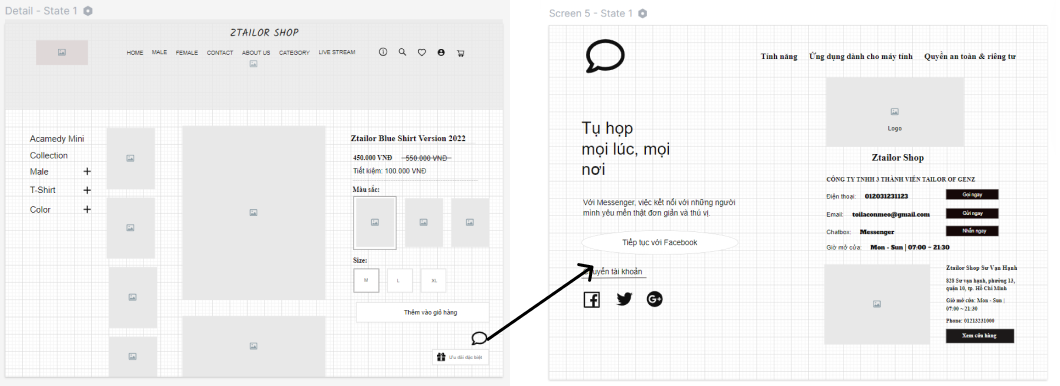 Detail - State 1
ZTAILOR SHOP
HOME MALE FEMALE CONTACT ABOUT US CATEGORY LIVE STREAM
Acamedy Mini
Collection
Male
T-Shirt
Color
Ztailor Blue Shirt Version 2022
450.000 VNĐ 550.000 VNĐ
Tiết kiệm: 100.000 VNĐ
Màu sắc:
Size:
M L XL
Thêm vào giỏ hàng
Ưu đãi đặc biệt
Screen 5 - State 1
Tính năng Ứng dụng dành cho máy tính Quyền an toàn & riêng tư
Tụ họp
mọi lúc, mọi
nơi
Với Messenger, việc kết nối với những người
mình yêu mến thật đơn giản và thú vị.
Tiếp tục với Facebook
Chuyển tài khoản
Logo
Ztailor Shop
CÔNG TY TNHH 3 THÀNH VIÊN TAILOR OF GENZ
Điện thoại: 012031231123 Gọi ngay
Email: toilaconmeo@gmail.com Gửi ngay
Chatbox: Messenger Nhắn ngay
Giờ mở cửa: Mon - Sun | 07:00 ~ 21:30
Ztailor Shop Sư Vạn Hạnh
828 Sư vạn hạnh, phường 13,
quận 10, tp. Hồ Chí Minh
Giờ mở cửa: Mon - Sun |
07:00 ~ 21:30
Phone: 01213231000
Xem cửa hàng